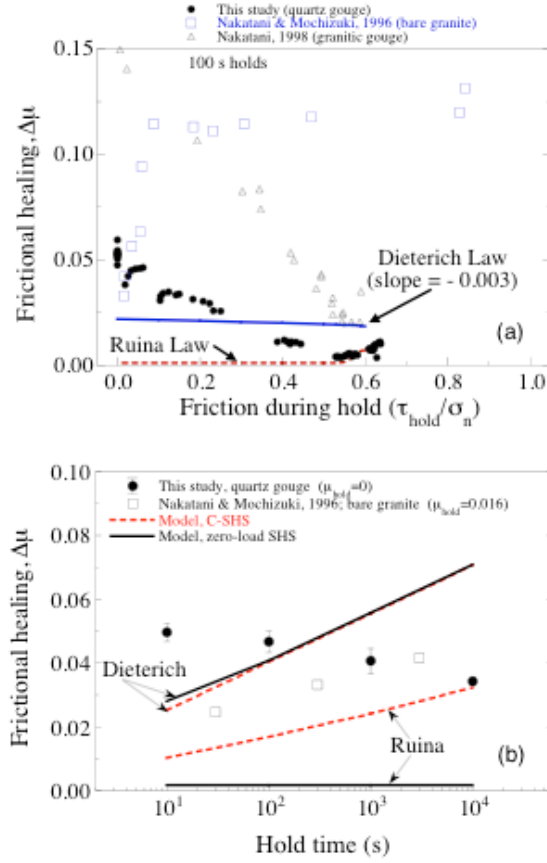 This study (quartz gouge)
Nakatani & Mochizuki, 1996 (bare granite)
Nakatani, 1998 (granitic gouge)
100 s holds
0.15
0.10
0.05
0.00
Frictional healing, Δμ
Dieterich Law
(slope = - 0.003)
Ruina Law
(a)
0.0 0.2 0.4 0.6 0.8 1.0
Friction during hold (τhold/σn)
0.10
0.08
0.06
0.04
0.02
0.00
Frictional healing, Δμ
This study, quartz gouge (μhold=0)
Nakatani & Mochizuki, 1996; bare granite (μhold=0.016)
Model, C-SHS
Model, zero-load SHS
Dieterich
Ruina
(b)
10¹ 10² 10³ 10⁴
Hold time (s)